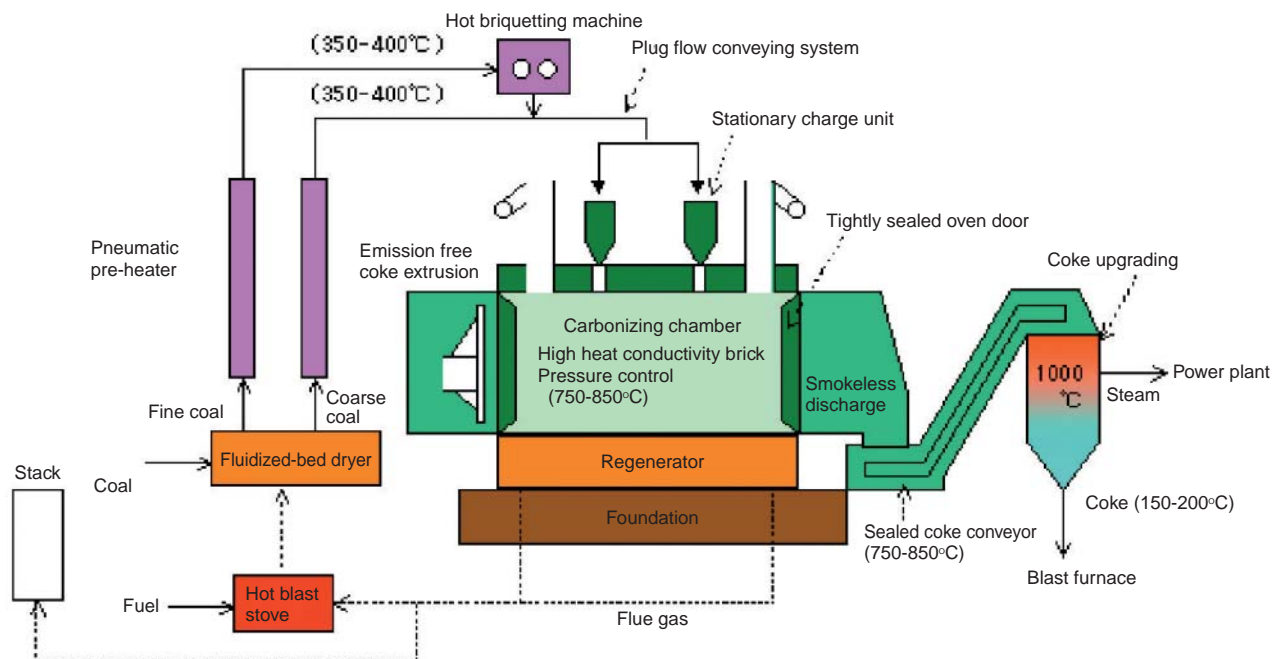 Hot briquetting machine
(350-400℃)
Plug flow conveying system
(350-400℃)
Stationary charge unit
Tightly sealed oven door
Pneumatic
pre-heater
Emission free
coke extrusion
Coke upgrading
Carbonizing chamber
High heat conductivity brick
Pressure control
(750-850°C)
Smokeless
discharge
1000
℃
Power plant
Steam
Fine coal
Coarse
coal
Fluidized-bed dryer
Coal
Stack
Regenerator
Foundation
Sealed coke conveyor
(750-850°C)
Coke (150-200°C)
Blast furnace
Fuel
Hot blast
stove
Flue gas